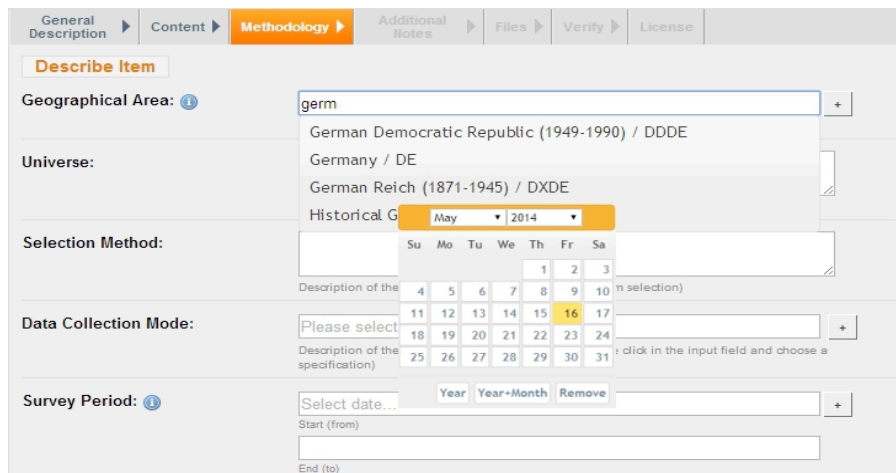 General Description
Content
Methodology
Additional Notes
Files
Verify
License
Describe Item
Geographical Area:
germ
+
German Democratic Republic (1949-1990) / DDDE
Germany / DE
German Reich (1871-1945) / DXDE
Historical G
Universe:
May 2014
Su Mo Tu We Th Fr Sa
1 2 3
4 5 6 7 8 9 10
11 12 13 14 15 16 17
18 19 20 21 22 23 24
25 26 27 28 29 30 31
Year Year+Month Remove
Selection Method:
Description of the
n selection)
Data Collection Mode:
Please select
+
Description of the
click in the input field and choose a
specification)
Survey Period:
Select date...
+
Start (from)
End (to)